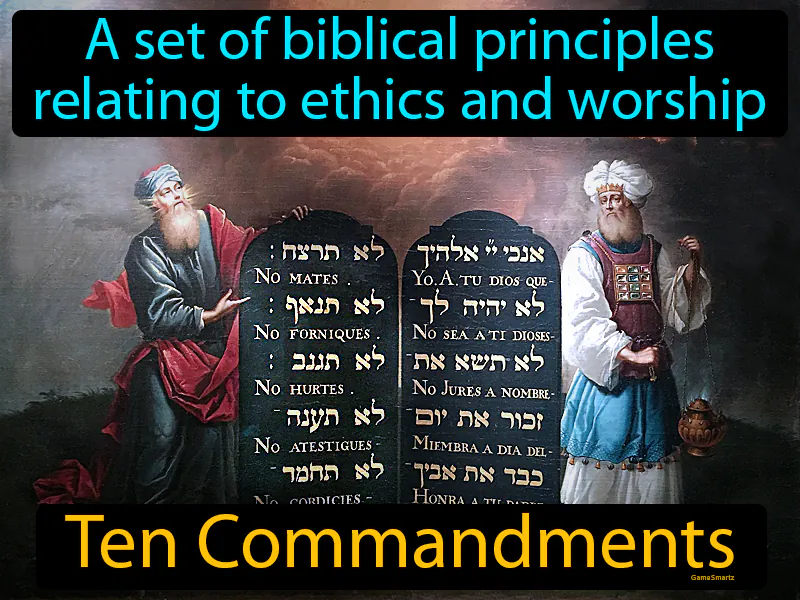 A set of biblical principles
relating to ethics and worship
אנכי יי אלהיך
Yo.A.tu dios que-
לא יהיה לך-
No sea a ti dioses-
לא תשא את-
No Jures a nombre-
זכור את יום-
Miembra a dia del-
כבד את אביך-
Honra a tu
לא תרצח :
No mates .
לא תנאף :
No forniques .
לא תגנב :
No hurtes .
לא תענה-
No atestigues-
לא תחמד-
No cordicies-
Ten Commandments
GameSmartz